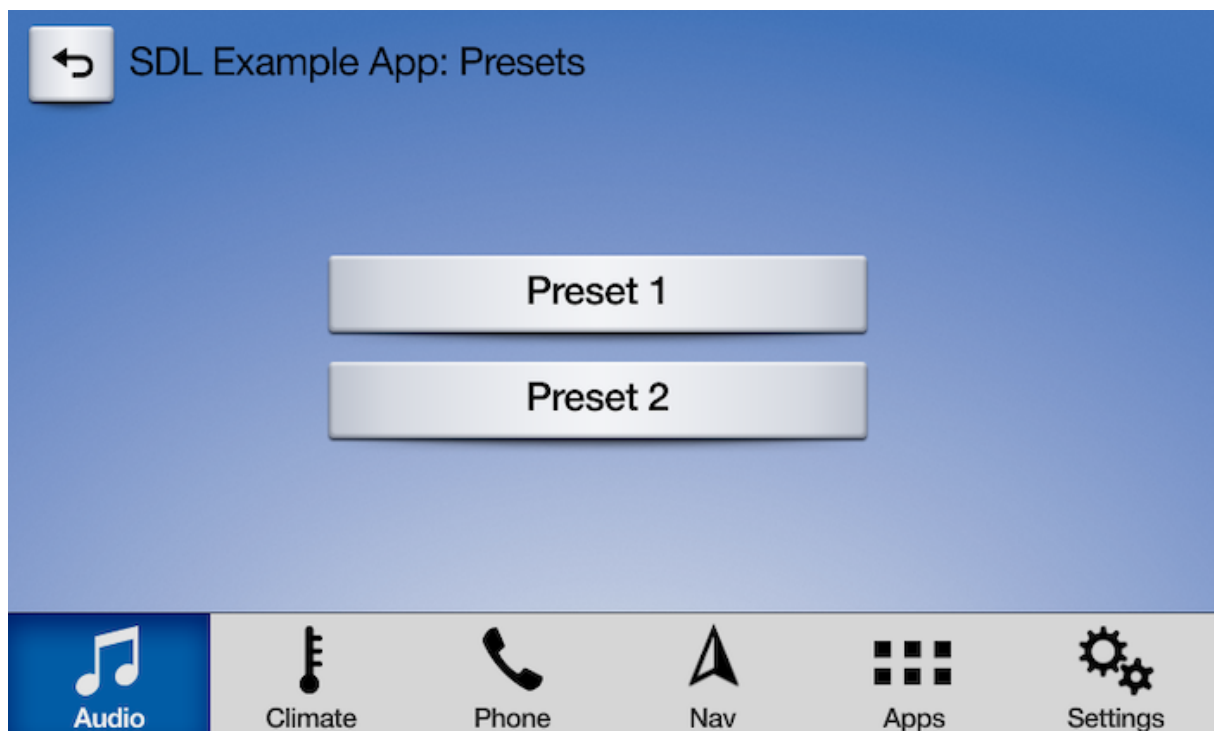 SDL Example App: Presets
Preset 1
Preset 2
Audio Climate Phone Nav Apps Settings